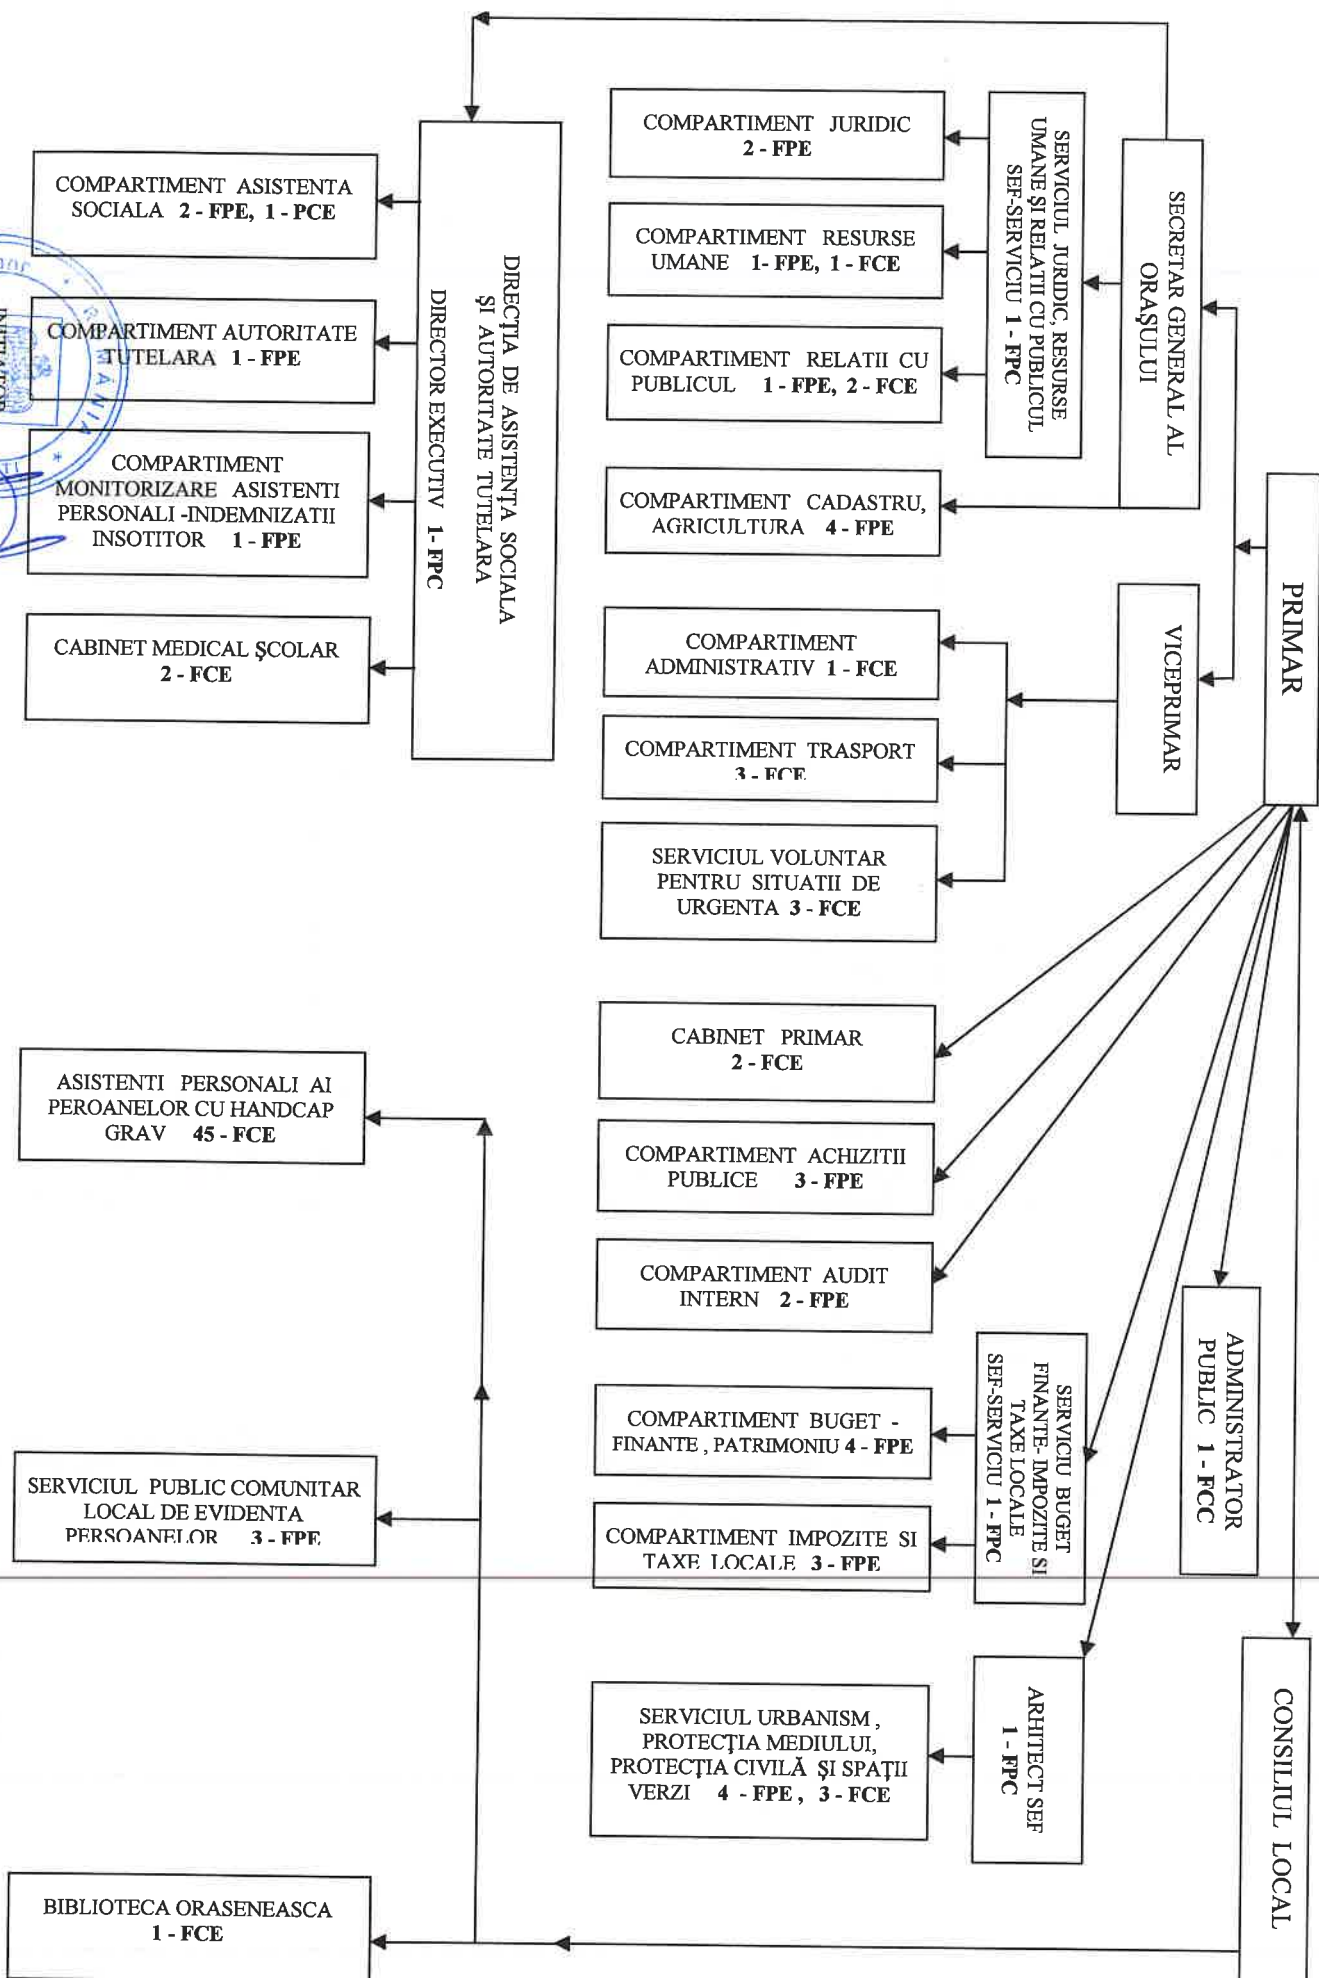 PRIMAR
CONSILIUL LOCAL
SECRETAR GENERAL AL
ORAŞULUI
VICEPRIMAR
ADMINISTRATOR
PUBLIC 1 - FCC
SERVICIUL JURIDIC, RESURSE
UMANE ŞI RELATII CU PUBLICUL
SEF-SERVICIU 1 - FPC
SERVICIU BUGET
FINANTE- IMPOZITE SI
TAXE LOCALE
SEF-SERVICIU 1 - FPC
ARHITECT SEF
1 - FPC
COMPARTIMENT JURIDIC
2 - FPE
COMPARTIMENT RESURSE
UMANE 1- FPE, 1 - FCE
COMPARTIMENT RELATII CU
PUBLICUL 1 - FPE, 2 - FCE
COMPARTIMENT CADASTRU,
AGRICULTURA 4 - FPE
COMPARTIMENT
ADMINISTRATIV 1 - FCE
COMPARTIMENT TRASPORT
3 - FCE
SERVICIUL VOLUNTAR
PENTRU SITUATII DE
URGENTA 3 - FCE
CABINET PRIMAR
2 - FCE
COMPARTIMENT ACHIZITII
PUBLICE 3 - FPE
COMPARTIMENT AUDIT
INTERN 2 - FPE
COMPARTIMENT BUGET -
FINANTE , PATRIMONIU 4 - FPE
COMPARTIMENT IMPOZITE SI
TAXE LOCALE 3 - FPE
SERVICIUL URBANISM ,
PROTECŢIA MEDIULUI,
PROTECŢIA CIVILĂ ŞI SPAŢII
VERZI 4 - FPE , 3 - FCE
DIRECŢIA DE ASISTENŢA SOCIALA
ŞI AUTORITATE TUTELARA
DIRECTOR EXECUTIV 1- FPC
COMPARTIMENT ASISTENTA
SOCIALA 2 - FPE, 1 - PCE
COMPARTIMENT AUTORITATE
TUTELARA 1 - FPE
COMPARTIMENT
MONITORIZARE ASISTENTI
PERSONALI -INDEMNIZATII
INSOTITOR 1 - FPE
CABINET MEDICAL ŞCOLAR
2 - FCE
ASISTENTI PERSONALI AI
PEROANELOR CU HANDCAP
GRAV 45 - FCE
SERVICIUL PUBLIC COMUNITAR
LOCAL DE EVIDENTA
PERSOANELOR 3 - FPE
BIBLIOTECA ORASENEASCA
1 - FCE
ROMÂNIA